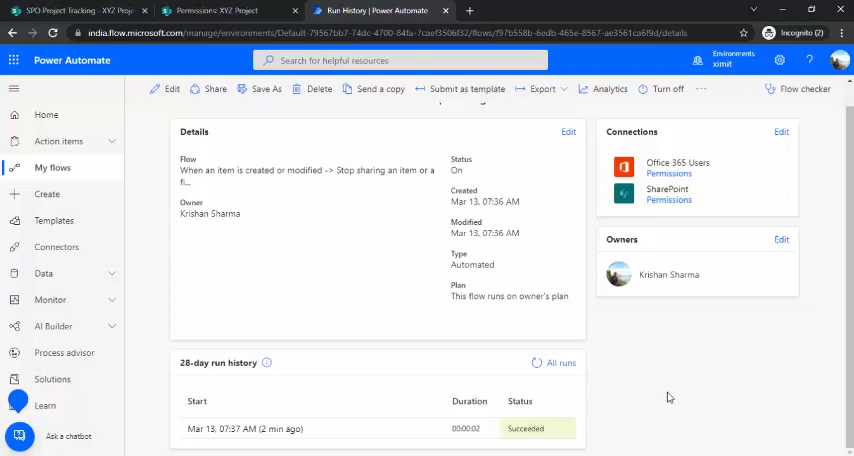 SPO Project Tracking - XYZ Proje
Permissions: XYZ Project
Run History | Power Automate
india.flow.microsoft.com/manage/environments/Default-79567bb7-74dc-4700-84fa-7caef3506f32/flows/f97b558b-6edb-465e-8567-ae3561ca6f9d/details
Incognito (2)
Power Automate
Search for helpful resources
Environments
ximit
Edit
Share
Save As
Delete
Send a copy
Submit as template
Export
Analytics
Turn off
Flow checker
Home
Action items
My flows
Create
Templates
Connectors
Data
Monitor
AI Builder
Process advisor
Solutions
Learn
Ask a chatbot
Details
Edit
Flow
When an item is created or modified -> Stop sharing an item or a
fi...
Owner
Krishan Sharma
Status
On
Created
Mar 13, 07:36 AM
Modified
Mar 13, 07:36 AM
Type
Automated
Plan
This flow runs on owner's plan
Connections
Edit
Office 365 Users
Permissions
SharePoint
Permissions
Owners
Edit
Krishan Sharma
28-day run history
All runs
Start
Duration
Status
Mar 13, 07:37 AM (2 min ago)
00:00:02
Succeeded